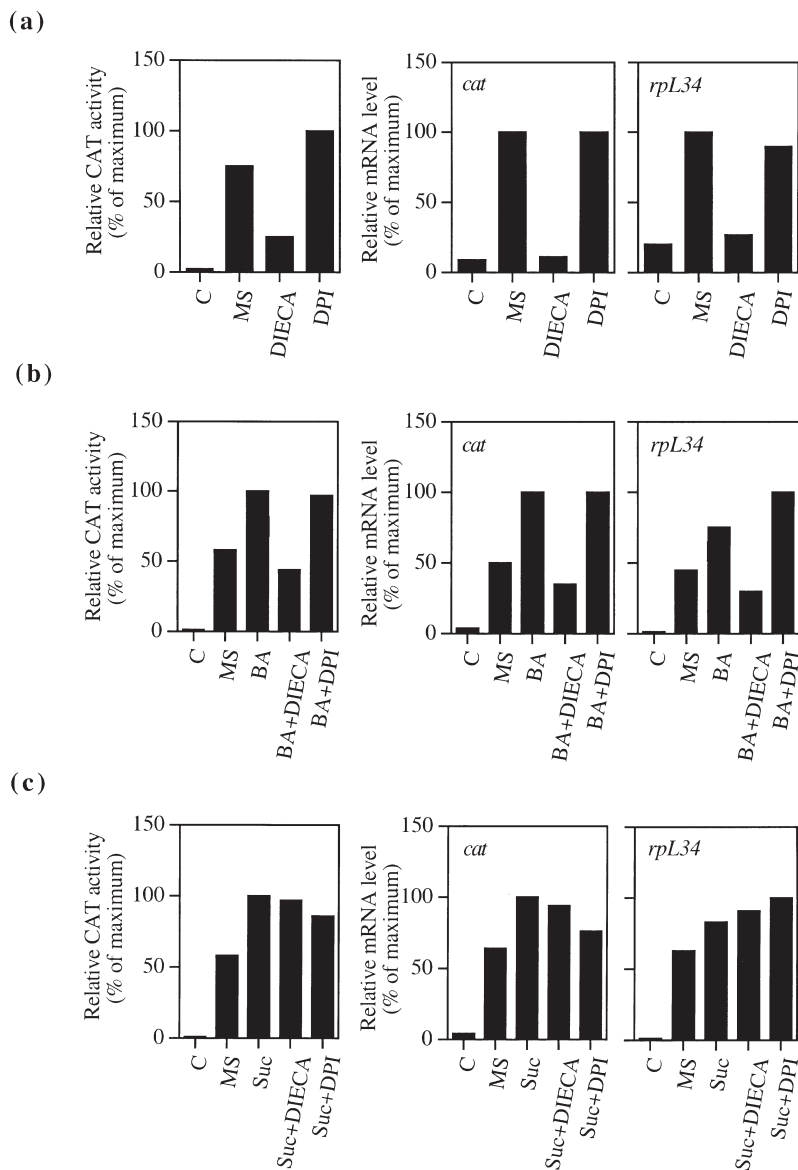 (a)
Relative CAT activity
(% of maximum)
150
100
50
0
C
MS
DIECA
DPI
Relative mRNA level
(% of maximum)
150
100
50
0
cat
C
MS
DIECA
DPI
rpL34
C
MS
DIECA
DPI
(b)
Relative CAT activity
(% of maximum)
150
100
50
0
C
MS
BA
BA+DIECA
BA+DPI
Relative mRNA level
(% of maximum)
150
100
50
0
cat
C
MS
BA
BA+DIECA
BA+DPI
rpL34
C
MS
BA
BA+DIECA
BA+DPI
(c)
Relative CAT activity
(% of maximum)
150
100
50
0
C
MS
Suc
Suc+DIECA
Suc+DPI
Relative mRNA level
(% of maximum)
150
100
50
0
cat
C
MS
Suc
Suc+DIECA
Suc+DPI
rpL34
C
MS
Suc
Suc+DIECA
Suc+DPI